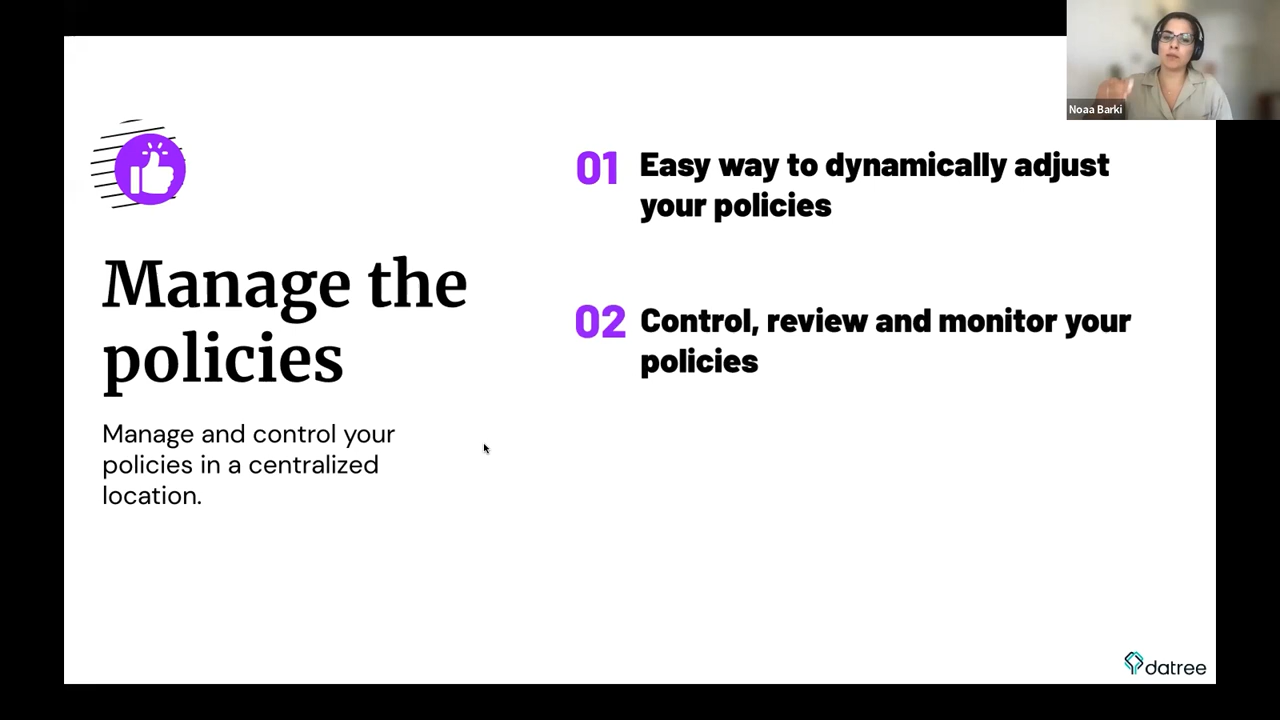 Noaa Barki
Manage the
policies
Manage and control your
policies in a centralized
location.
01 Easy way to dynamically adjust
your policies
02 Control, review and monitor your
policies
datree